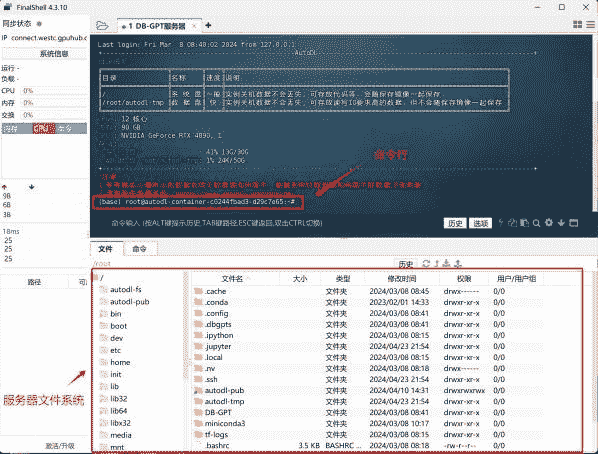 FinalShell 4.3.10
同步状态
1 DB-GPT服务器
IP connect.westc.gpuhub.c
系统信息
运行 -
负载 -
CPU 0%
内存 0%
交换 0%
9B
6B
3B
18ms
25
25
25
路径
激活/升级
Last login: Fri Mar 8 08:40:02 2024 from 127.0.0.1
AutoDL
目录 名称 速度 说明
/ 系 统 盘 一般 实例关机数据不会丢失，可存放代码等。会随保存镜像一起保存。
/root/autodl-tmp 数 据 盘 快 实例关机数据不会丢失，可存放读写IO要求高的数据。但不会随保存镜像一起保存
12 核心
90 GB
NVIDIA GeForce RTX 4090, 1
41% 13G/30G
1% 24K/50G
命令行
(base) root@autodl-container-c0244fbad3-d29c7d65:~#
命令输入 (按ALT键提示历史,TAB键路径,ESC键返回,双击CTRL切换)
历史 选项
文件 命令
/root
历史
/
autodl-fs
autodl-pub
bin
boot
dev
etc
home
init
lib
lib32
lib64
libx32
media
mnt
服务器文件系统
文件名 大小 类型 修改时间 权限 用户/用户组
.cache 文件夹 2024/03/08 08:45 drwx------ 0/0
.conda 文件夹 2023/02/01 14:33 drwxr-xr-x 0/0
.config 文件夹 2024/03/08 08:41 drwxr-xr-x 0/0
.dbgpts 文件夹 2024/03/08 08:41 drwxr-xr-x 0/0
.ipython 文件夹 2024/03/08 08:15 drwxr-xr-x 0/0
.jupyter 文件夹 2024/04/23 21:54 drwxr-xr-x 0/0
.local 文件夹 2024/03/08 08:15 drwxr-xr-x 0/0
.nv 文件夹 2024/03/08 08:18 drwx------ 0/0
.ssh 文件夹 2024/04/23 21:54 drwxr-xr-x 0/0
autodl-pub 文件夹 2024/04/10 14:31 drwxrwxrwx 0/0
autodl-tmp 文件夹 2024/04/23 21:54 drwxr-xr-x 0/0
DB-GPT 文件夹 2024/03/08 08:41 drwxr-xr-x 0/0
miniconda3 文件夹 2024/03/08 10:17 drwxr-xr-x 0/0
tf-logs 文件夹 2024/03/08 08:15 drwxr-xr-x 0/0
.bashrc 3.5 KB BASHRC ... 2024/03/08 08:18 -rw-r--r-- 0/0